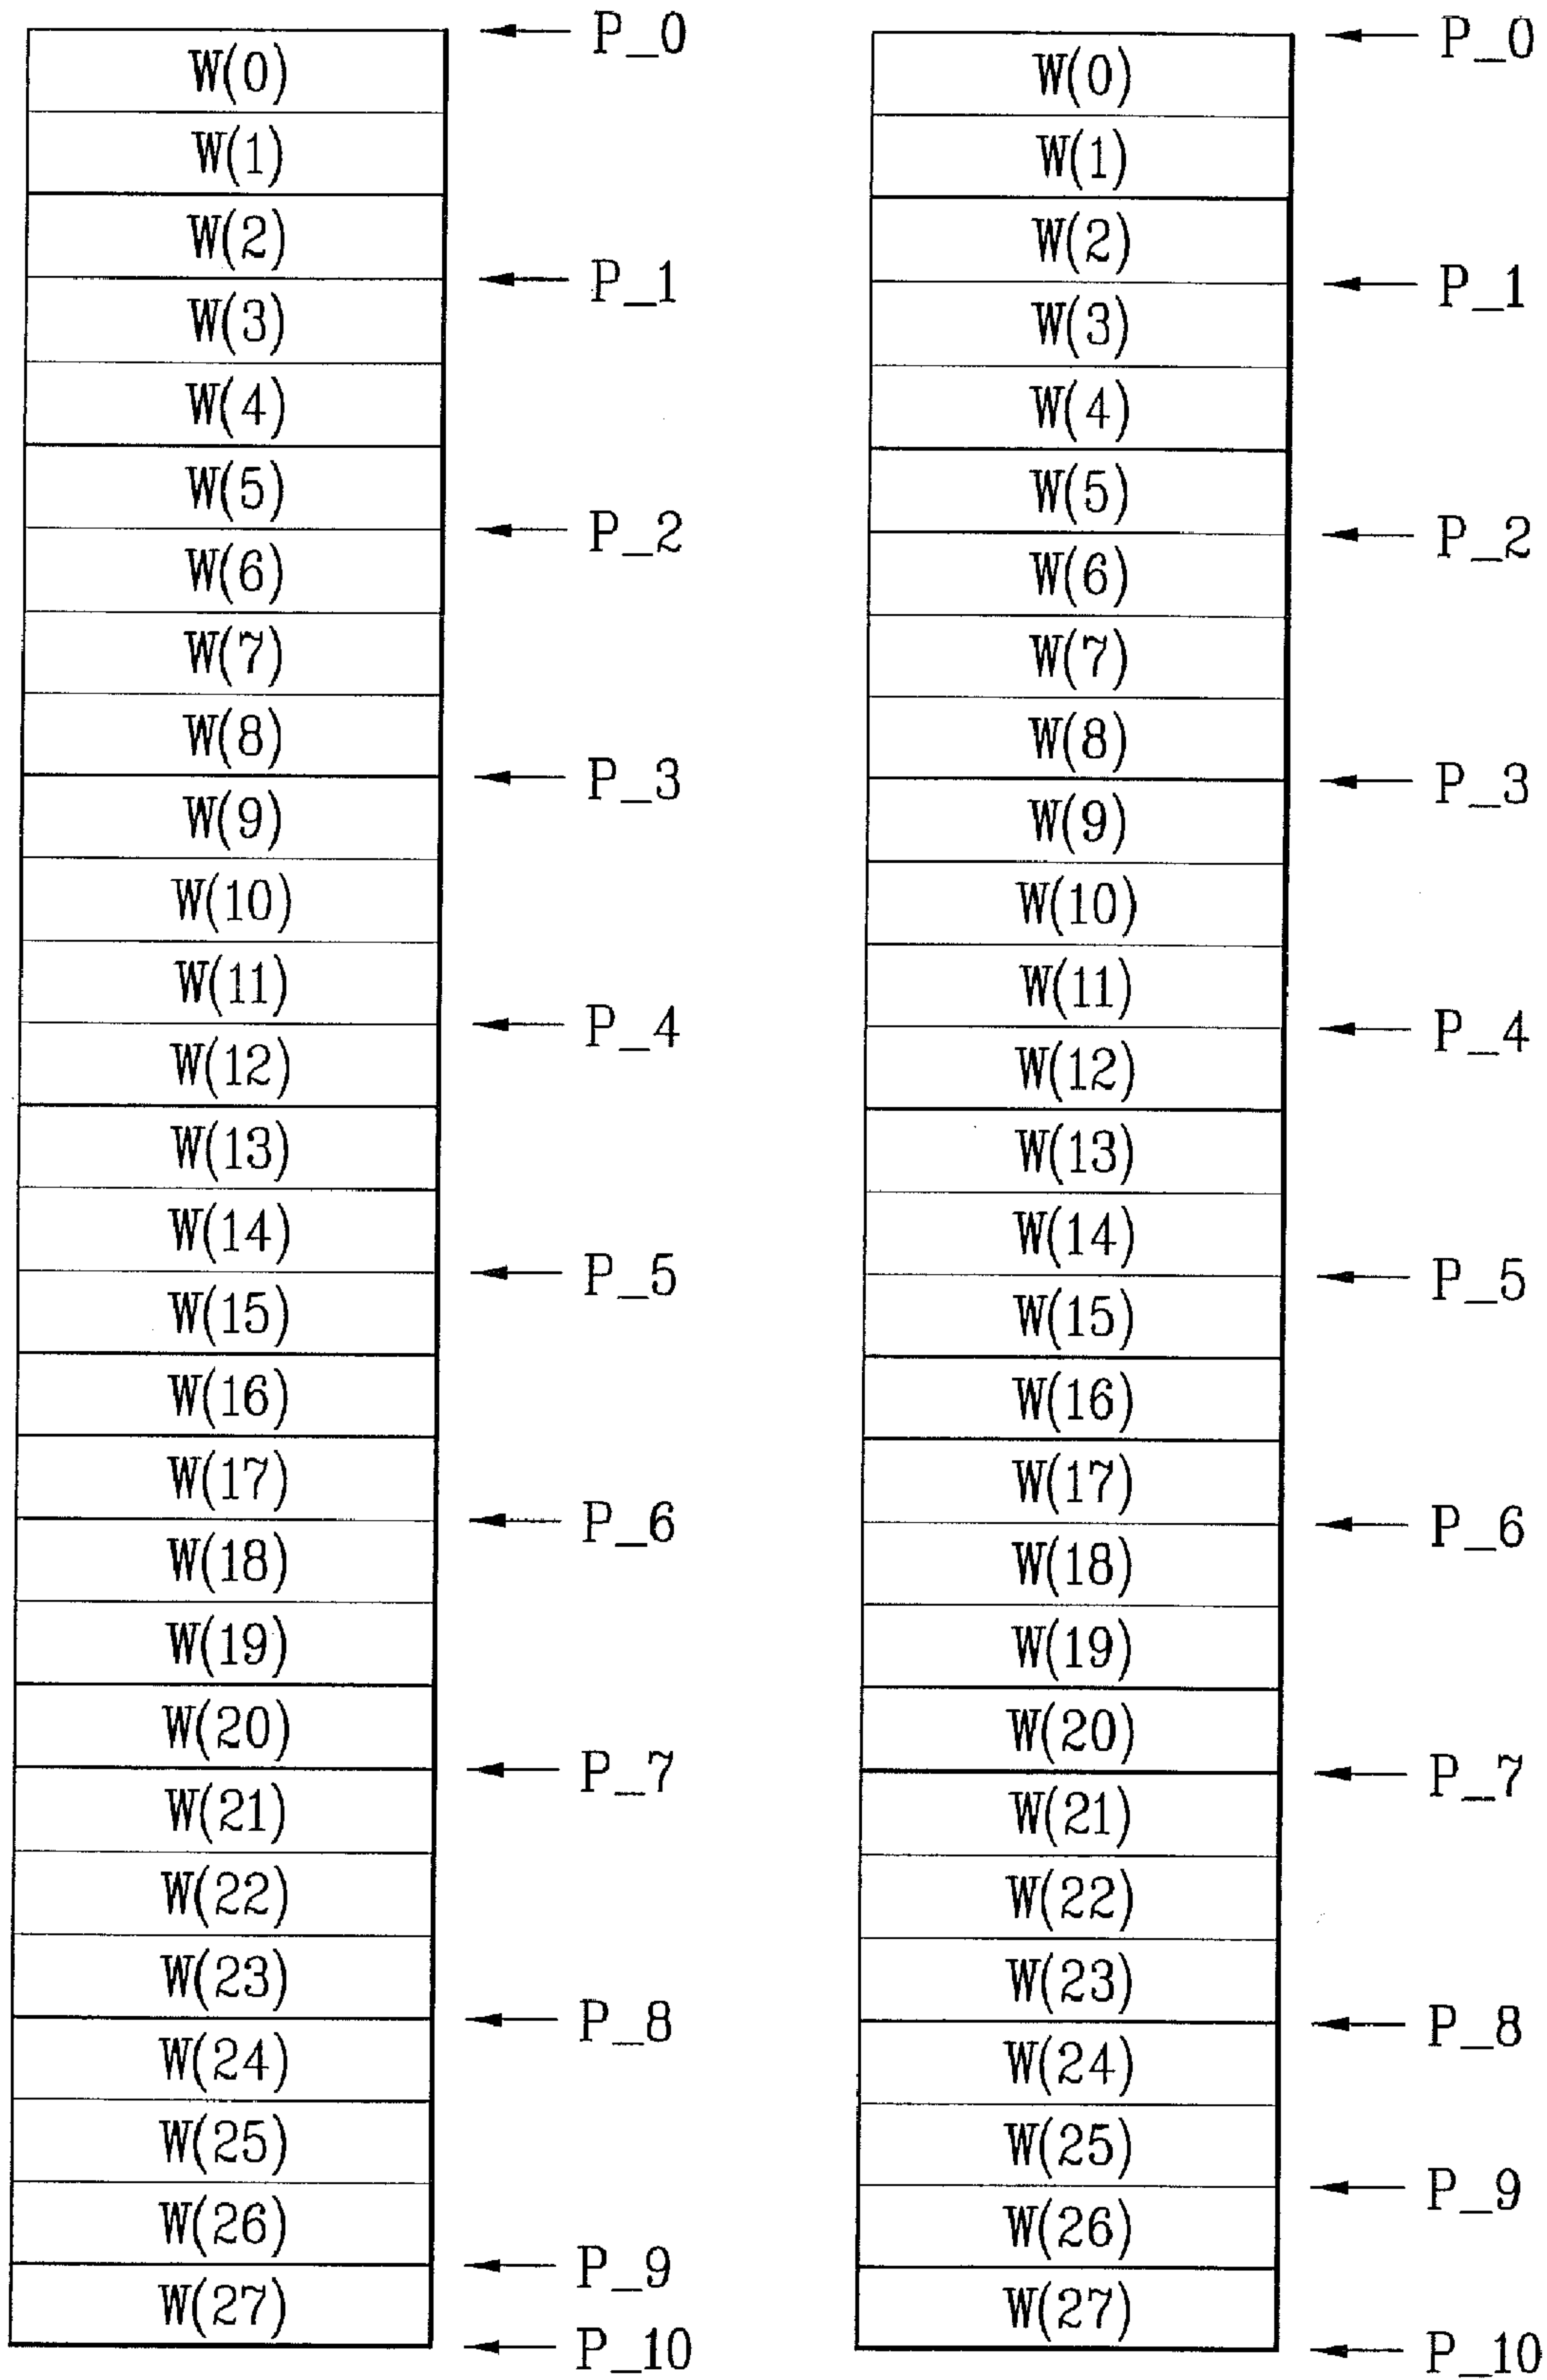 P_0
W(0)
W(1)
W(2)
P_1
W(3)
W(4)
W(5)
P_2
W(6)
W(7)
W(8)
P_3
W(9)
W(10)
W(11)
P_4
W(12)
W(13)
W(14)
P_5
W(15)
W(16)
W(17)
P_6
W(18)
W(19)
W(20)
P_7
W(21)
W(22)
W(23)
P_8
W(24)
W(25)
W(26)
P_9
W(27)
P_10
P_0
W(0)
W(1)
W(2)
P_1
W(3)
W(4)
W(5)
P_2
W(6)
W(7)
W(8)
P_3
W(9)
W(10)
W(11)
P_4
W(12)
W(13)
W(14)
P_5
W(15)
W(16)
W(17)
P_6
W(18)
W(19)
W(20)
P_7
W(21)
W(22)
W(23)
P_8
W(24)
W(25)
P_9
W(26)
W(27)
P_10